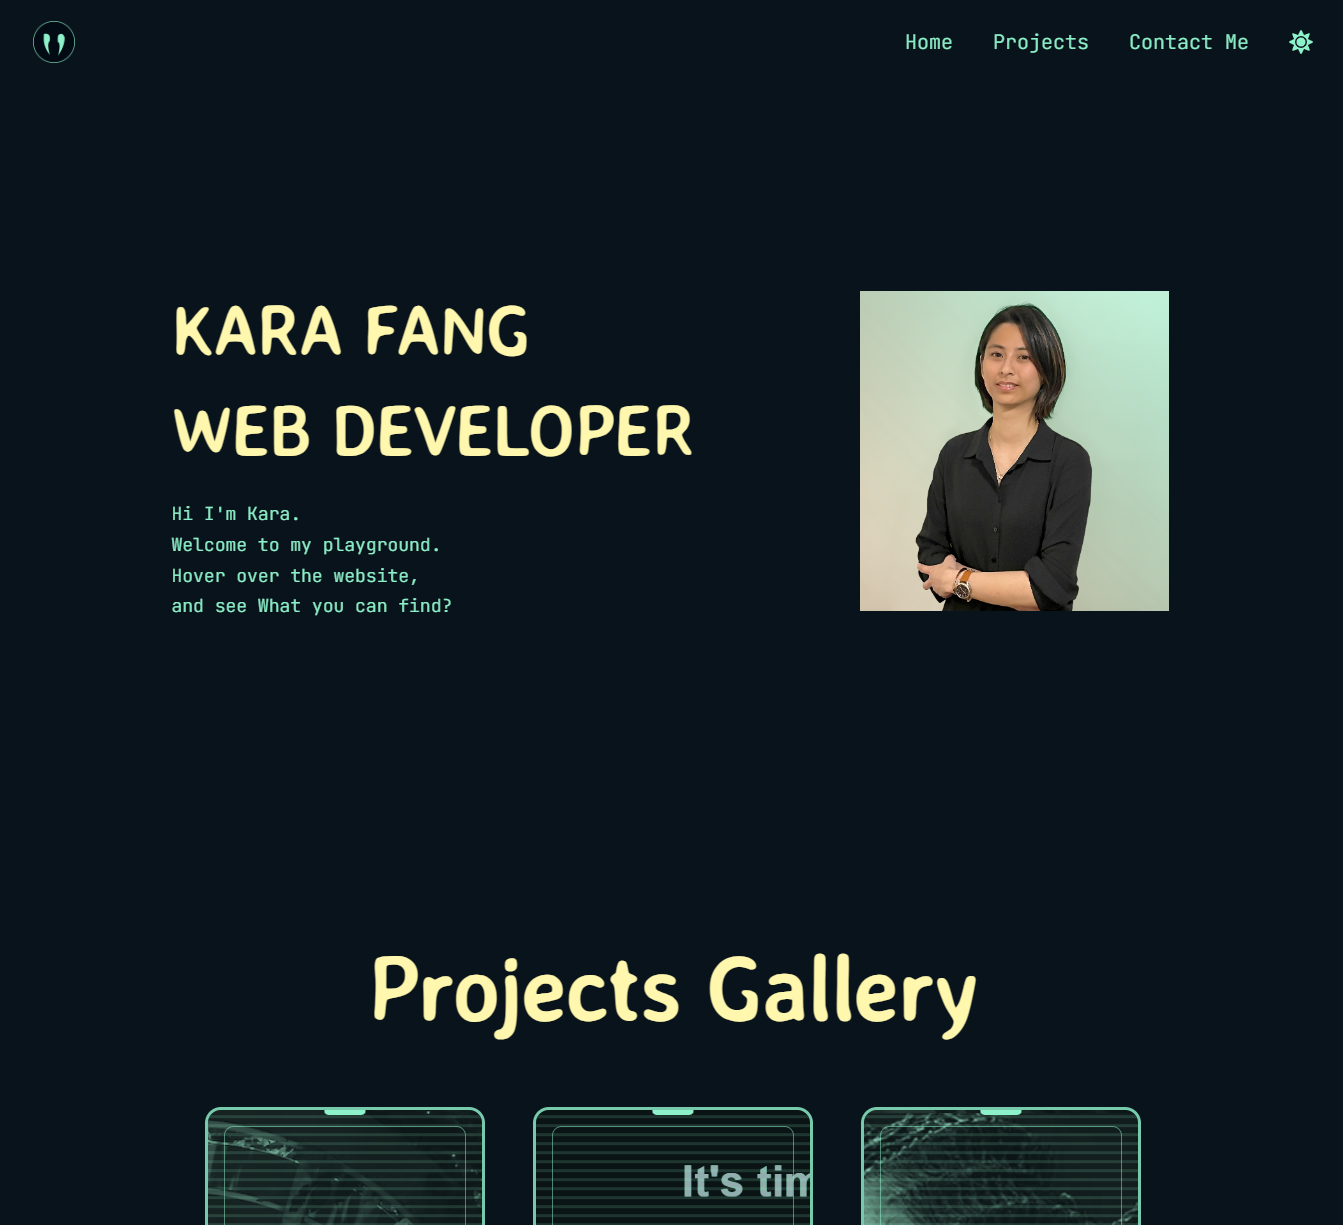 Home Projects Contact Me
KARA FANG
WEB DEVELOPER
Hi I'm Kara.
Welcome to my playground.
Hover over the website,
and see What you can find?
Projects Gallery
It's tim